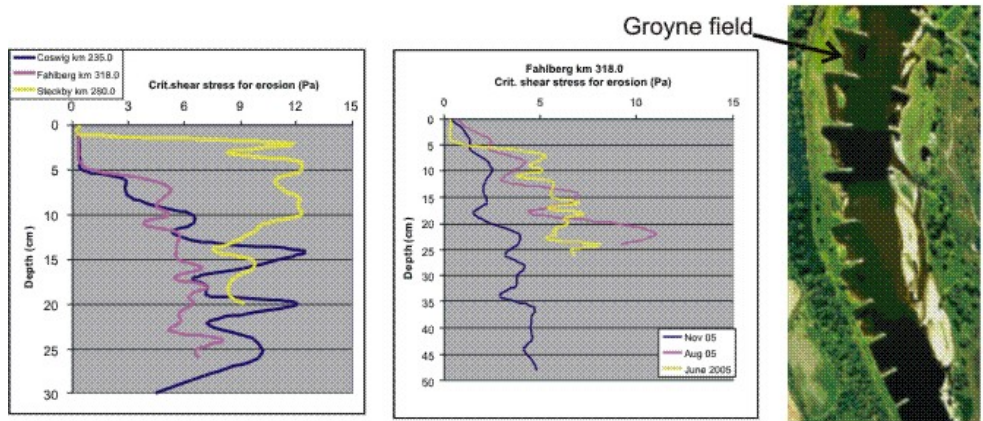 Groyne field
Coswig km 235.0
Fahlberg km 318.0
Steckby km 280.0
Crit.shear stress for erosion (Pa)
0 3 6 9 12 15
0
5
10
15
20
25
30
Depth (cm)
Fahlberg km 318.0
Crit. shear stress for erosion (Pa)
0 5 10 15
0
5
10
15
20
25
30
35
40
45
50
Depth (cm)
Nov 05
Aug 05
June 2005